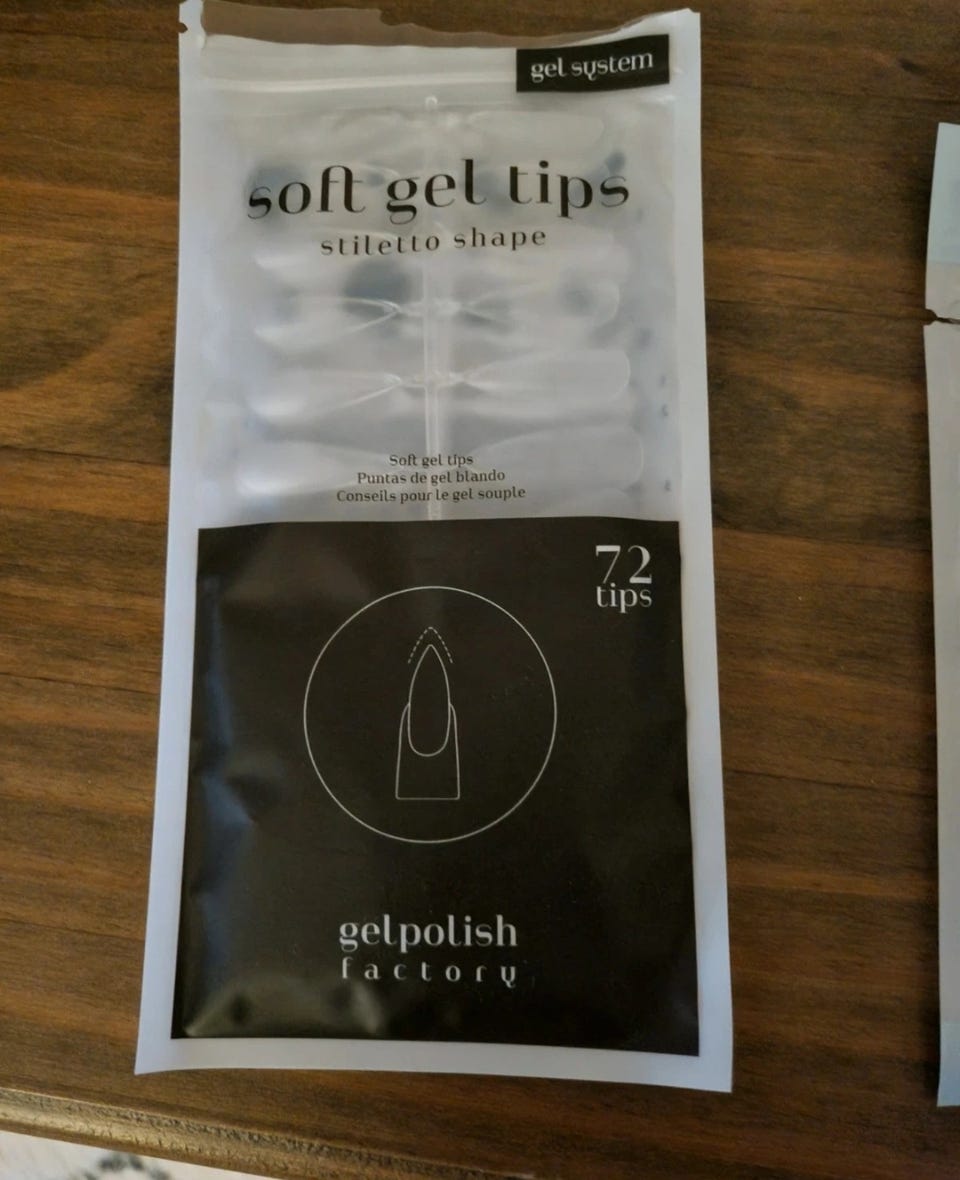 gel system
soft gel tips
stiletto shape
Soft gel tips
Puntas de gel blando
Conseils pour le gel souple
72
tips
gelpolish
factory